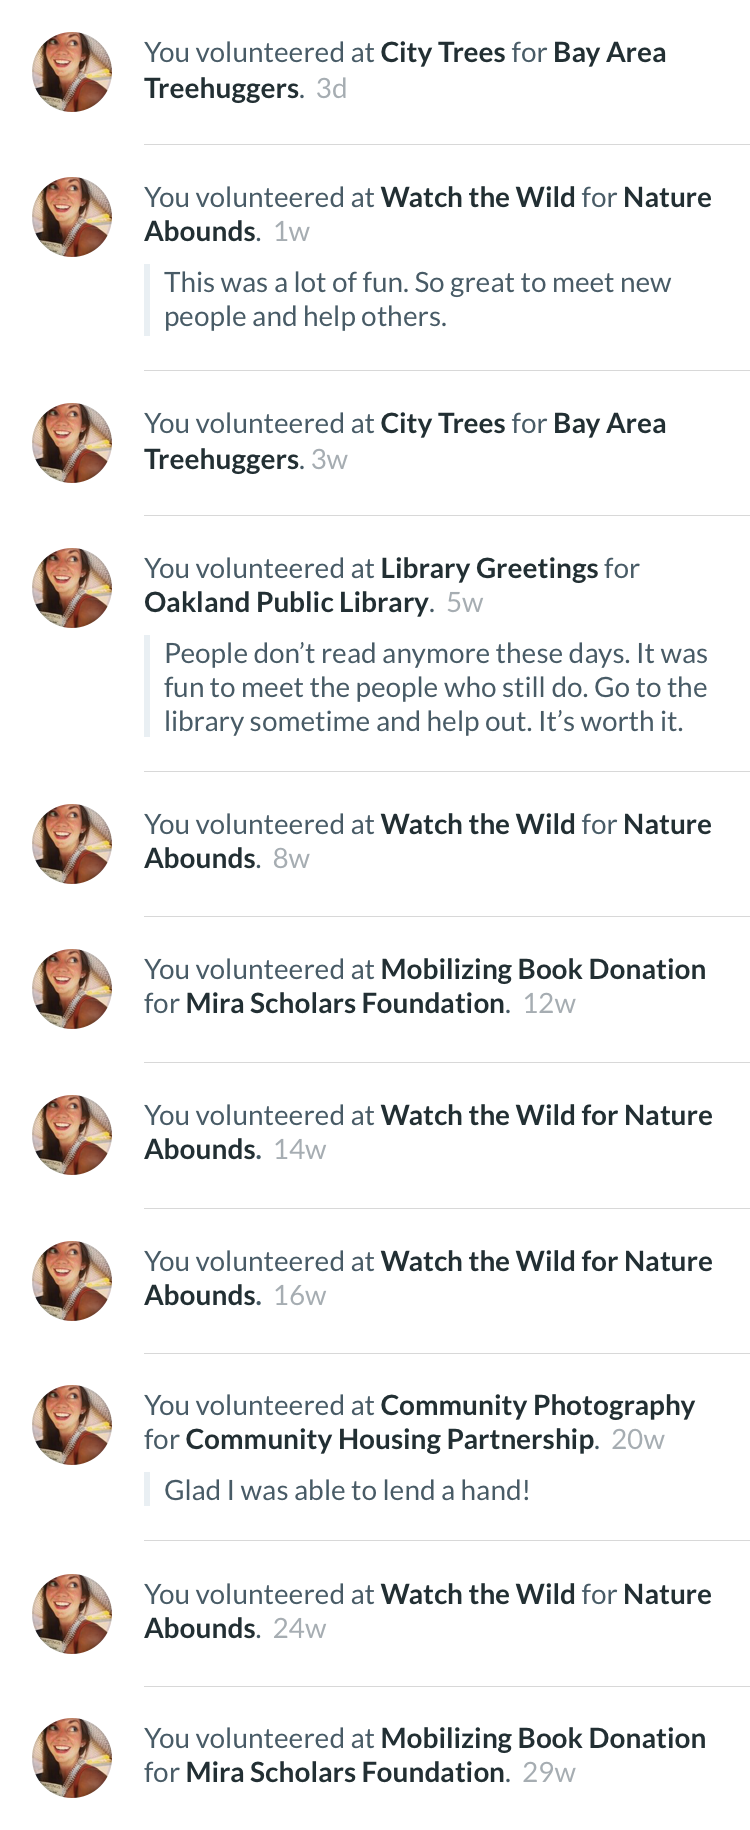 You volunteered at City Trees for Bay Area
Treehuggers. 3d
You volunteered at Watch the Wild for Nature
Abounds. 1w
This was a lot of fun. So great to meet new
people and help others.
You volunteered at City Trees for Bay Area
Treehuggers. 3w
You volunteered at Library Greetings for
Oakland Public Library. 5w
People don’t read anymore these days. It was
fun to meet the people who still do. Go to the
library sometime and help out. It’s worth it.
You volunteered at Watch the Wild for Nature
Abounds. 8w
You volunteered at Mobilizing Book Donation
for Mira Scholars Foundation. 12w
You volunteered at Watch the Wild for Nature
Abounds. 14w
You volunteered at Watch the Wild for Nature
Abounds. 16w
You volunteered at Community Photography
for Community Housing Partnership. 20w
Glad I was able to lend a hand!
You volunteered at Watch the Wild for Nature
Abounds. 24w
You volunteered at Mobilizing Book Donation
for Mira Scholars Foundation. 29w